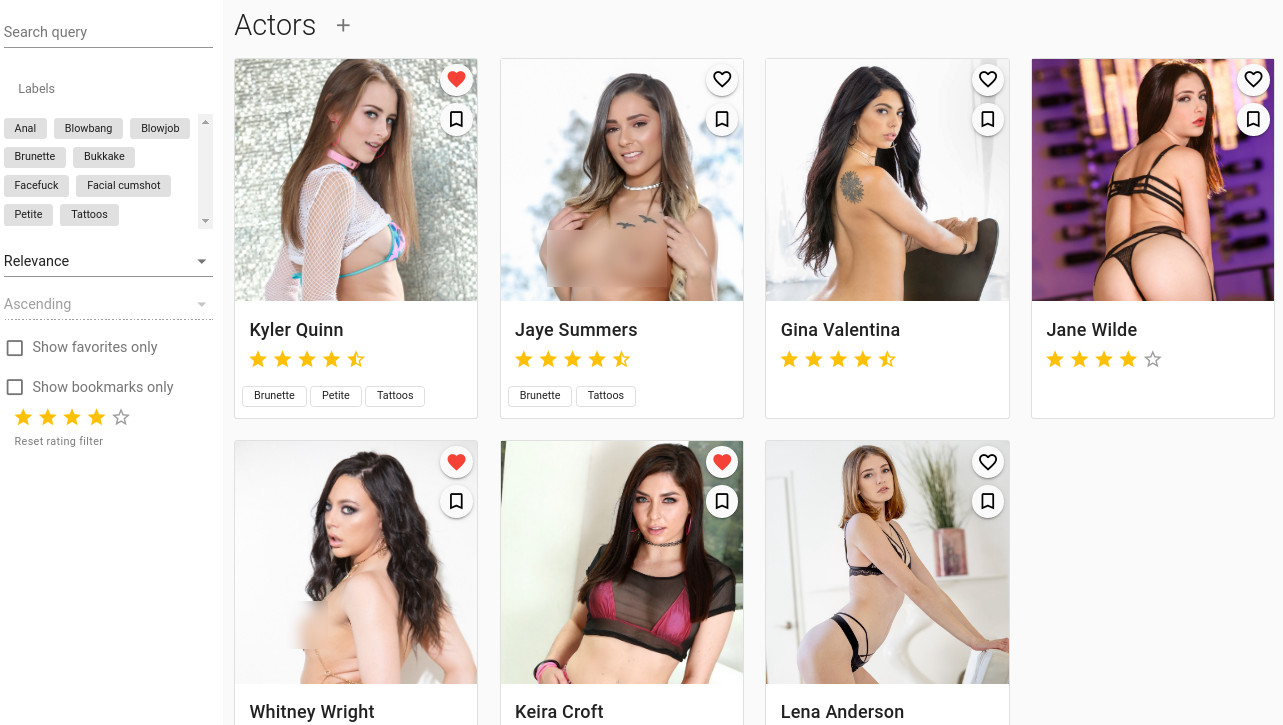 Search query
Actors +
Labels
Anal Blowbang Blowjob
Brunette Bukkake
Facefuck Facial cumshot
Petite Tattoos
Relevance
Ascending
Show favorites only
Show bookmarks only
Reset rating filter
Kyler Quinn
Brunette Petite Tattoos
Jaye Summers
Brunette Tattoos
Gina Valentina
Jane Wilde
Whitney Wright
Keira Croft
Lena Anderson